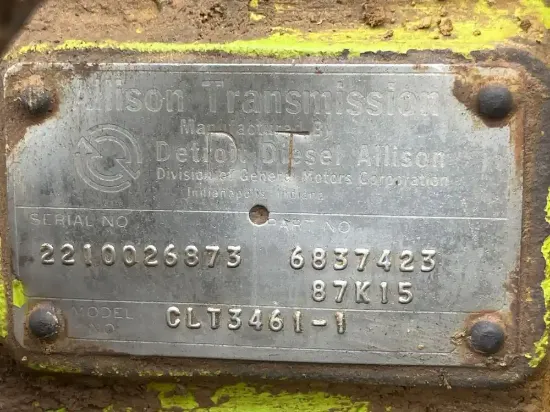 Allison Transmission
Manufactured By
D T
Detroit Diesel Allison
Division of General Motors Corporation
Indianapolis, Indiana
SERIAL NO PART NO
2210026873 6837423
87K15
MODEL NO. CLT3461-1